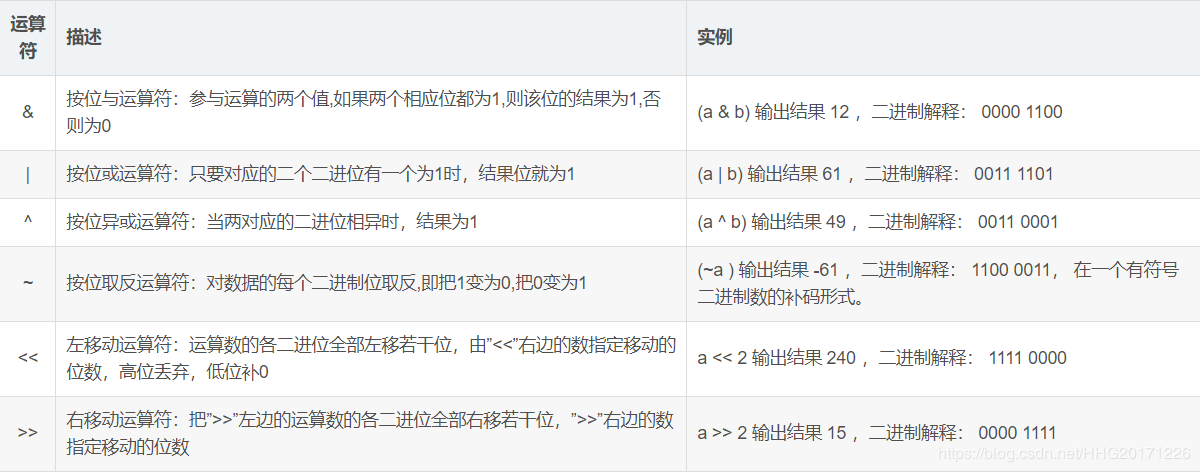 运算
符
描述
实例
&
按位与运算符：参与运算的两个值,如果两个相应位都为1,则该位的结果为1,否
则为0
(a & b) 输出结果 12 ，二进制解释： 0000 1100
|
按位或运算符：只要对应的二个二进位有一个为1时，结果位就为1
(a | b) 输出结果 61 ，二进制解释： 0011 1101
^
按位异或运算符：当两对应的二进位相异时，结果为1
(a ^ b) 输出结果 49 ，二进制解释： 0011 0001
~
按位取反运算符：对数据的每个二进制位取反,即把1变为0,把0变为1
(~a ) 输出结果 -61 ，二进制解释： 1100 0011， 在一个有符号
二进制数的补码形式。
<<
左移动运算符：运算数的各二进位全部左移若干位，由”<<”右边的数指定移动的
位数，高位丢弃，低位补0
a << 2 输出结果 240 ，二进制解释： 1111 0000
>>
右移动运算符：把”>>”左边的运算数的各二进位全部右移若干位，”>>”右边的数
指定移动的位数
a >> 2 输出结果 15 ，二进制解释： 0000 1111
https://blog.csdn.net/HHG20171226